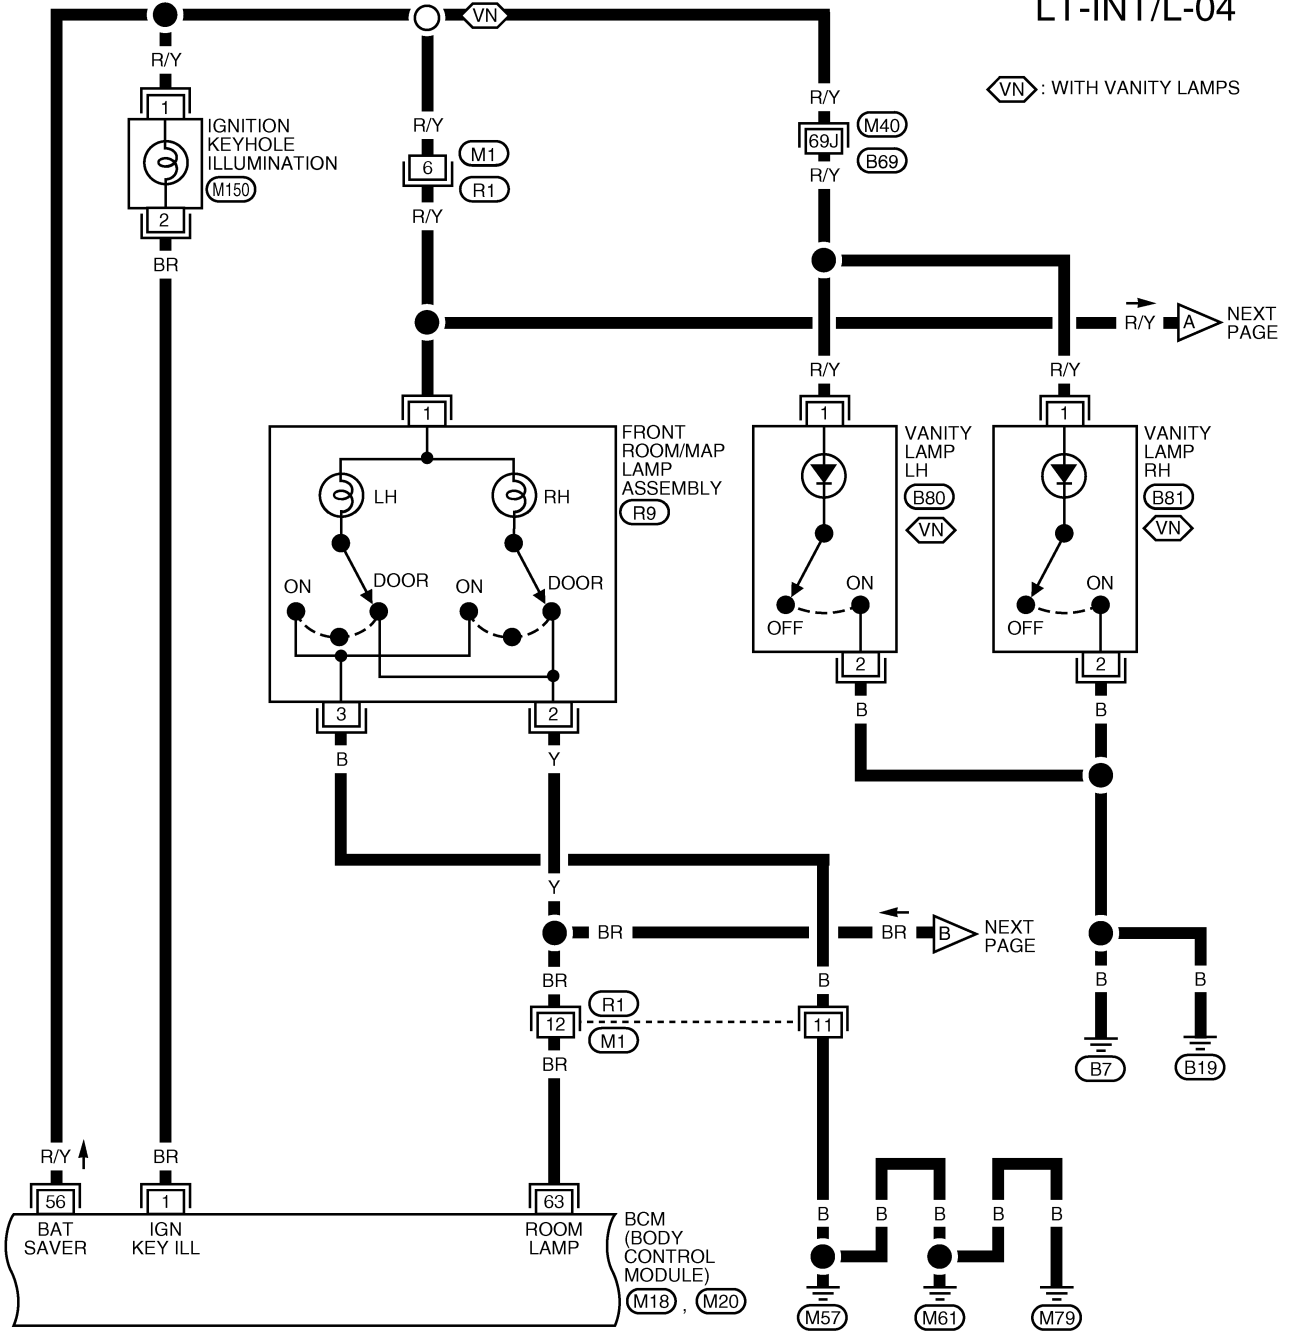 LT-INT/L-04
VN
VN : WITH VANITY LAMPS
R/Y
1
IGNITION
KEYHOLE
ILLUMINATION
M150
2
BR
R/Y
6
M1
R1
R/Y
R/Y
69J
M40
B69
R/Y
R/Y
A
NEXT
PAGE
R/Y
R/Y
1
FRONT
ROOM/MAP
LAMP
ASSEMBLY
R9
LH
RH
ON
DOOR
ON
DOOR
3
2
B
Y
1
VANITY
LAMP
LH
B80
VN
ON
OFF
2
B
1
VANITY
LAMP
RH
B81
VN
ON
OFF
2
B
Y
BR
BR
B
NEXT
PAGE
BR
B
R1
12
M1
11
BR
B
B
B7
B19
R/Y
BR
56
1
63
BAT
SAVER
IGN
KEY ILL
ROOM
LAMP
BCM
(BODY
CONTROL
MODULE)
M18 , M20
B
B
B
B
B
M57
M61
M79